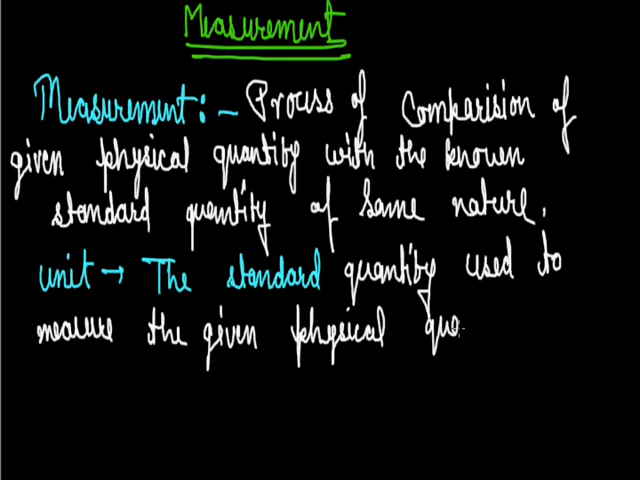 Measurement
Measurement:- Process of Comparision of
given physical quantity with the known
standard quantity of same nature.
unit → The standard quantity used to
measure the given physical qua